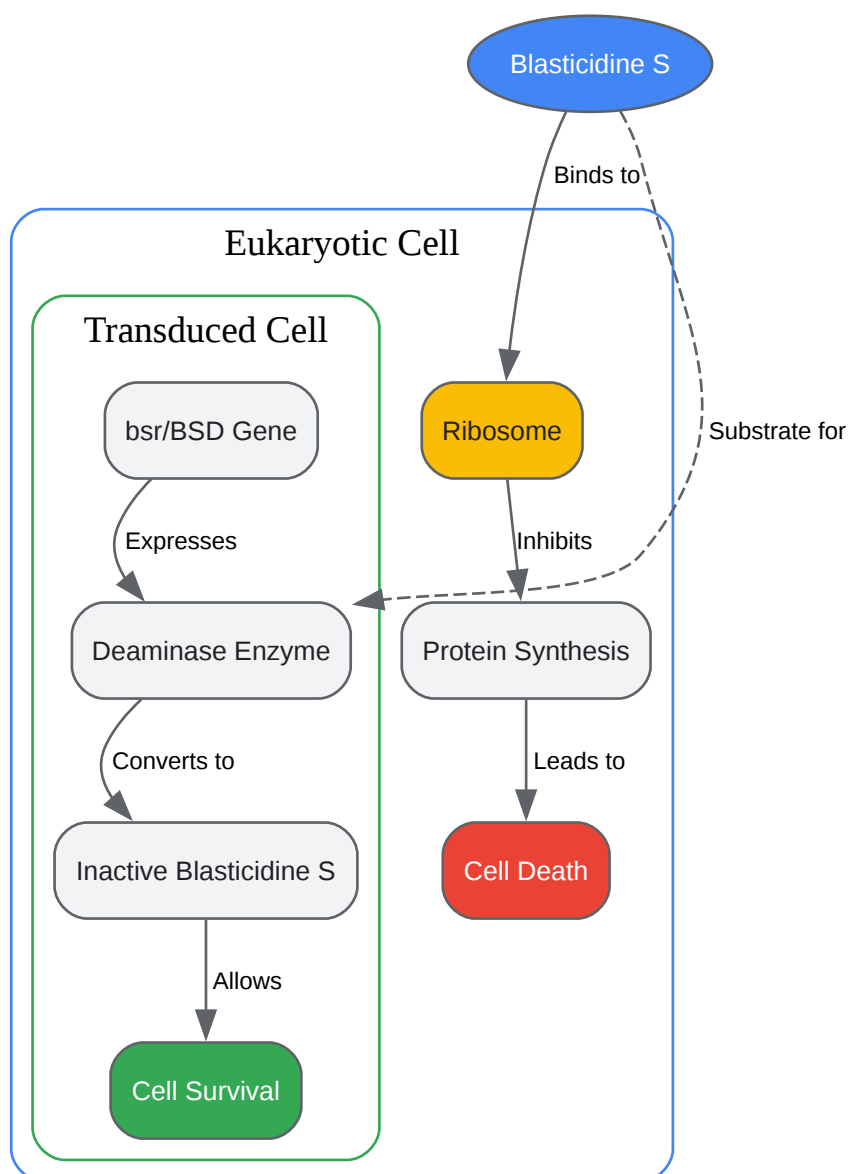 Blasticidine S
Binds to
Eukaryotic Cell
Transduced Cell
bsr/BSD Gene
Ribosome
Substrate for
Expresses
Inhibits
Deaminase Enzyme
Protein Synthesis
Converts to
Leads to
Inactive Blasticidine S
Cell Death
Allows
Cell Survival